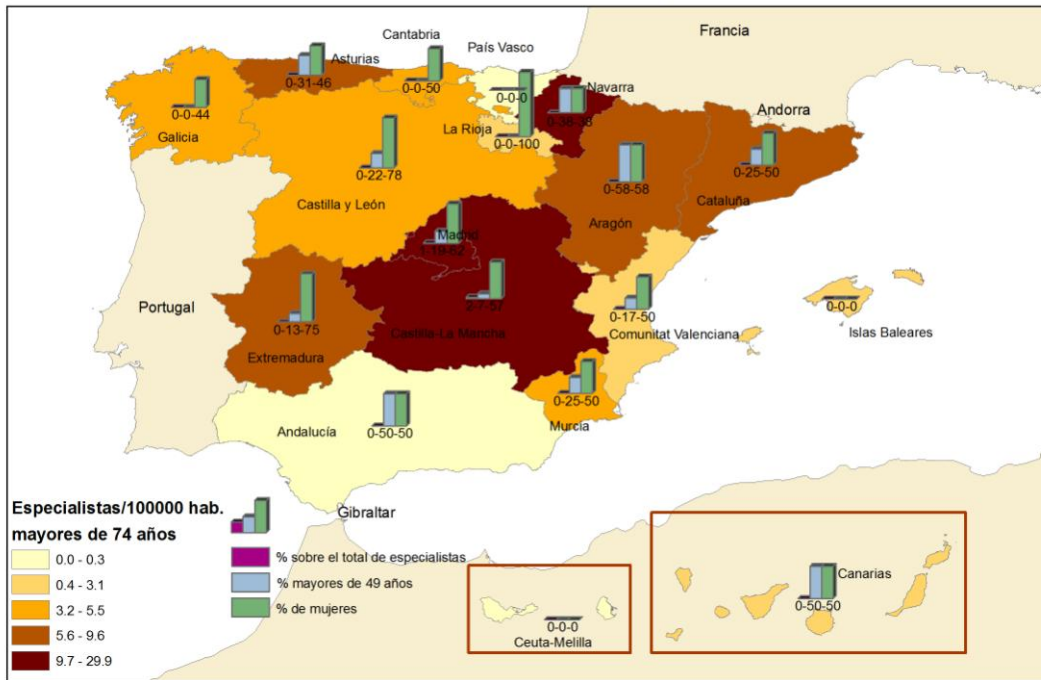 Cantabria
Francia
País Vasco
Asturias
0-31-46
0-0-50
Navarra
0-0-0
0-38-38
0-0-44
Andorra
Galicia
La Rioja
0-0-100
0-22-78
0-58-58
0-25-50
Castilla y León
Cataluña
Aragón
Madrid
1-19-62
2-7-57
0-0-0
Portugal
0-13-75
0-17-50
Castilla-La Mancha
Comunitat Valenciana
Islas Baleares
Extremadura
0-25-50
0-50-50
Andalucía
Murcia
Especialistas/100000 hab.
mayores de 74 años
0.0 - 0.3
0.4 - 3.1
3.2 - 5.5
5.6 - 9.6
9.7 - 29.9
% sobre el total de especialistas
% mayores de 49 años
% de mujeres
Gibraltar
0-0-0
Ceuta-Melilla
Canarias
0-50-50